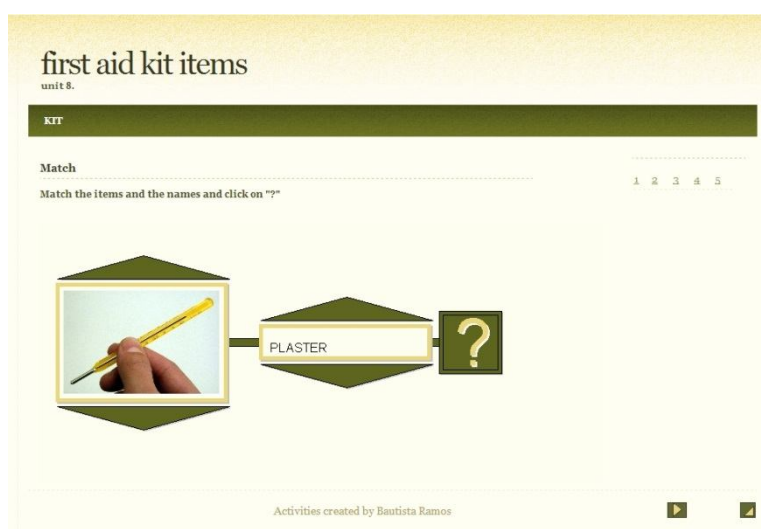 first aid kit items
unit 8.
KIT
Match
Match the items and the names and click on "?"
1 2 3 4 5
PLASTER
?
Activities created by Bautista Ramos